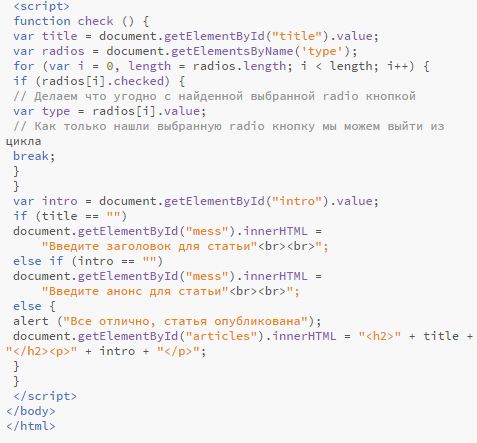 <script>
function check () {
var title = document.getElementById("title").value;
var radios = document.getElementsByName('type');
for (var i = 0, length = radios.length; i < length; i++) {
if (radios[i].checked) {
// Делаем что угодно с найденной выбранной radio кнопкой
var type = radios[i].value;
// Как только нашли выбранную radio кнопку мы можем выйти из
цикла
break;
}
}
var intro = document.getElementById("intro").value;
if (title == "")
document.getElementById("mess").innerHTML =
"Введите заголовок для статьи"<br><br>";
else if (intro == "")
document.getElementById("mess").innerHTML =
"Введите анонс для статьи"<br><br>";
else {
alert ("Все отлично, статья опубликована");
document.getElementById("articles").innerHTML = "<h2>" + title +
"</h2><p>" + intro + "</p>";
}
}
</script>
</body>
</html>